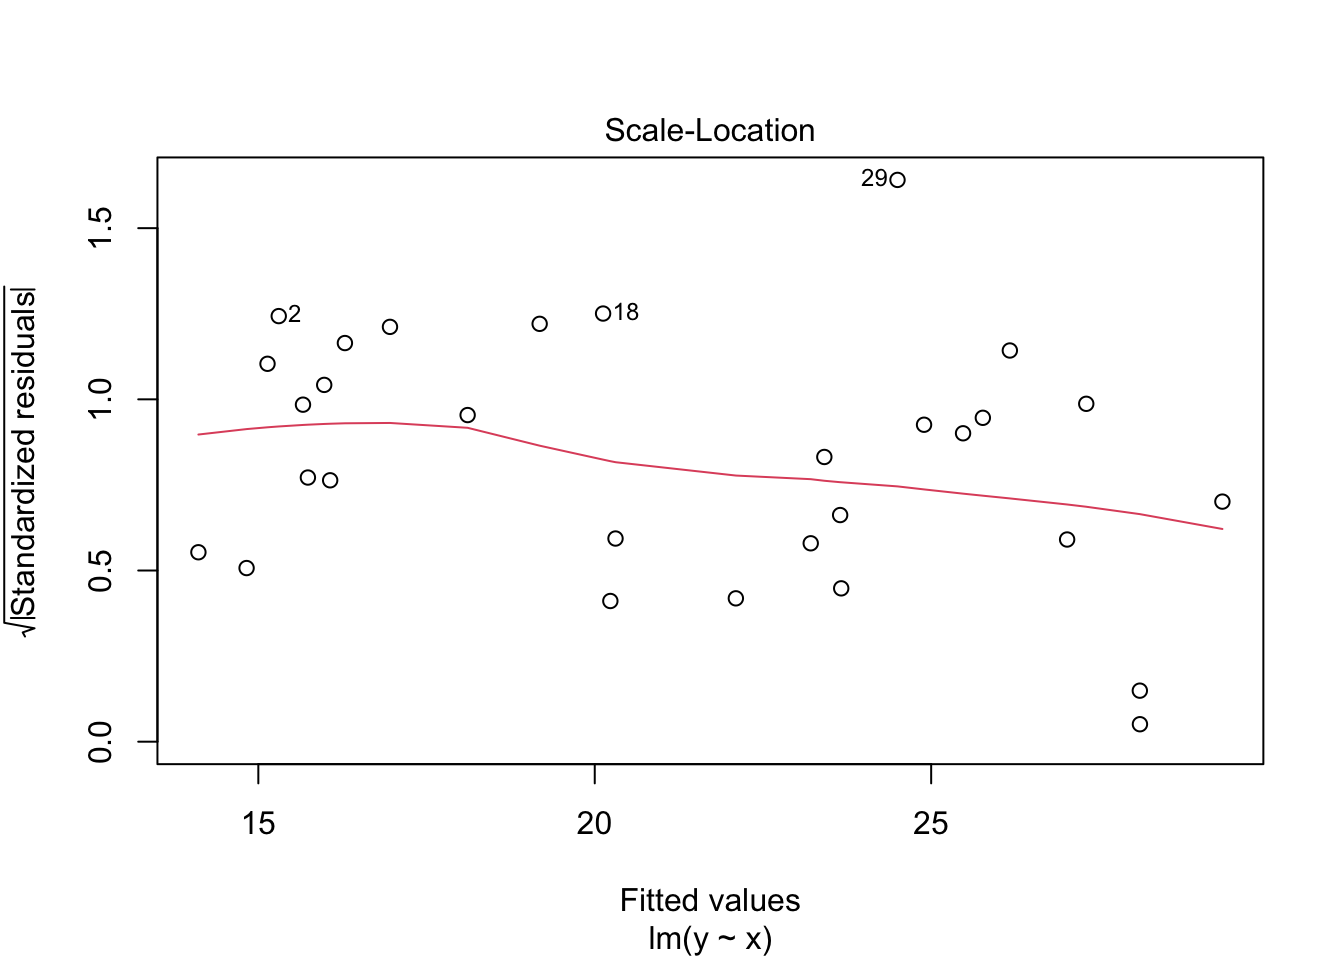 Scale-Location
√|Standardized residuals|
1.5
1.0
0.5
0.0
29
2
18
15 20 25
Fitted values
lm(y ~ x)